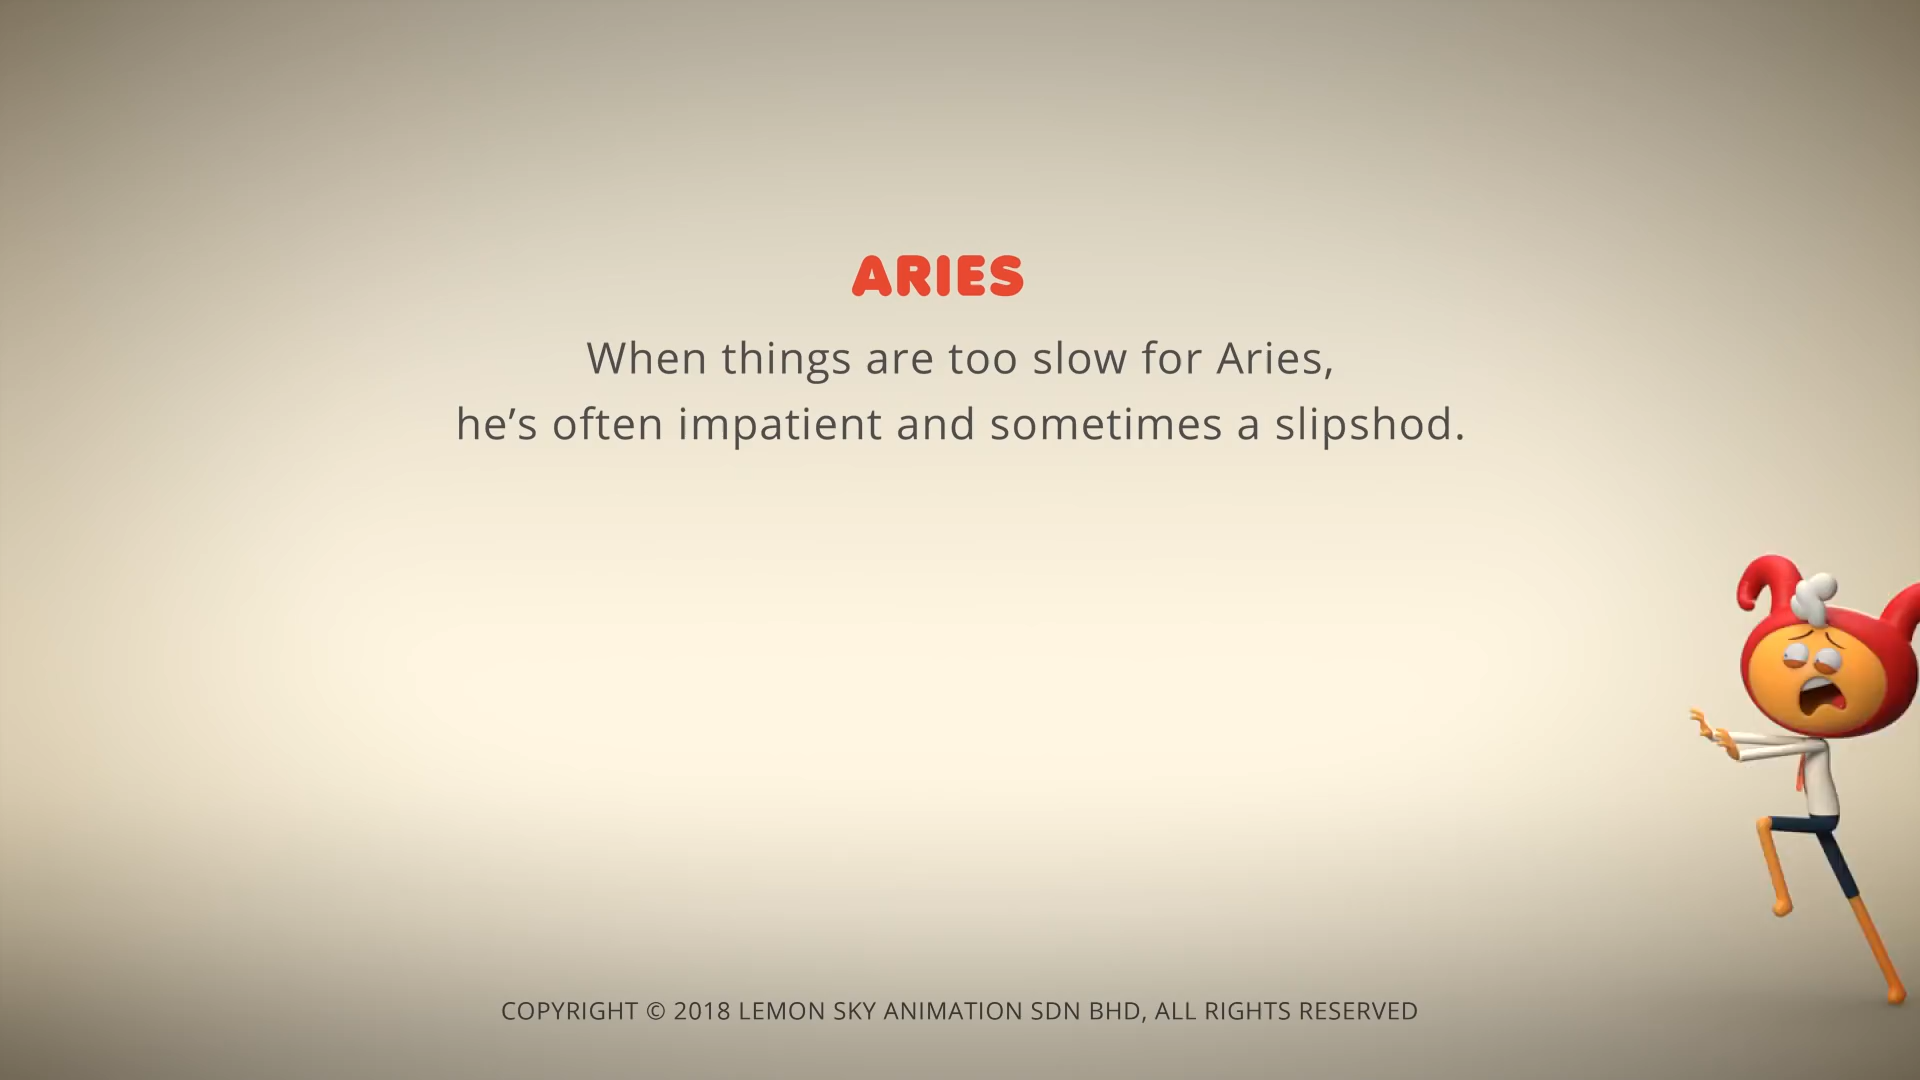 ARIES
When things are too slow for Aries,
he’s often impatient and sometimes a slipshod.
COPYRIGHT © 2018 LEMON SKY ANIMATION SDN BHD, ALL RIGHTS RESERVED